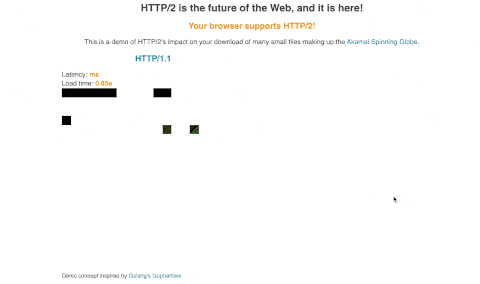 HTTP/2 is the future of the Web, and it is here!
Your browser supports HTTP/2!
This is a demo of HTTP/2's impact on your download of many small tiles making up the Akamai Spinning Globe.
HTTP/1.1
Latency: ms
Load time: 0.85s
Demo concept inspired by Golang's Gophertiles